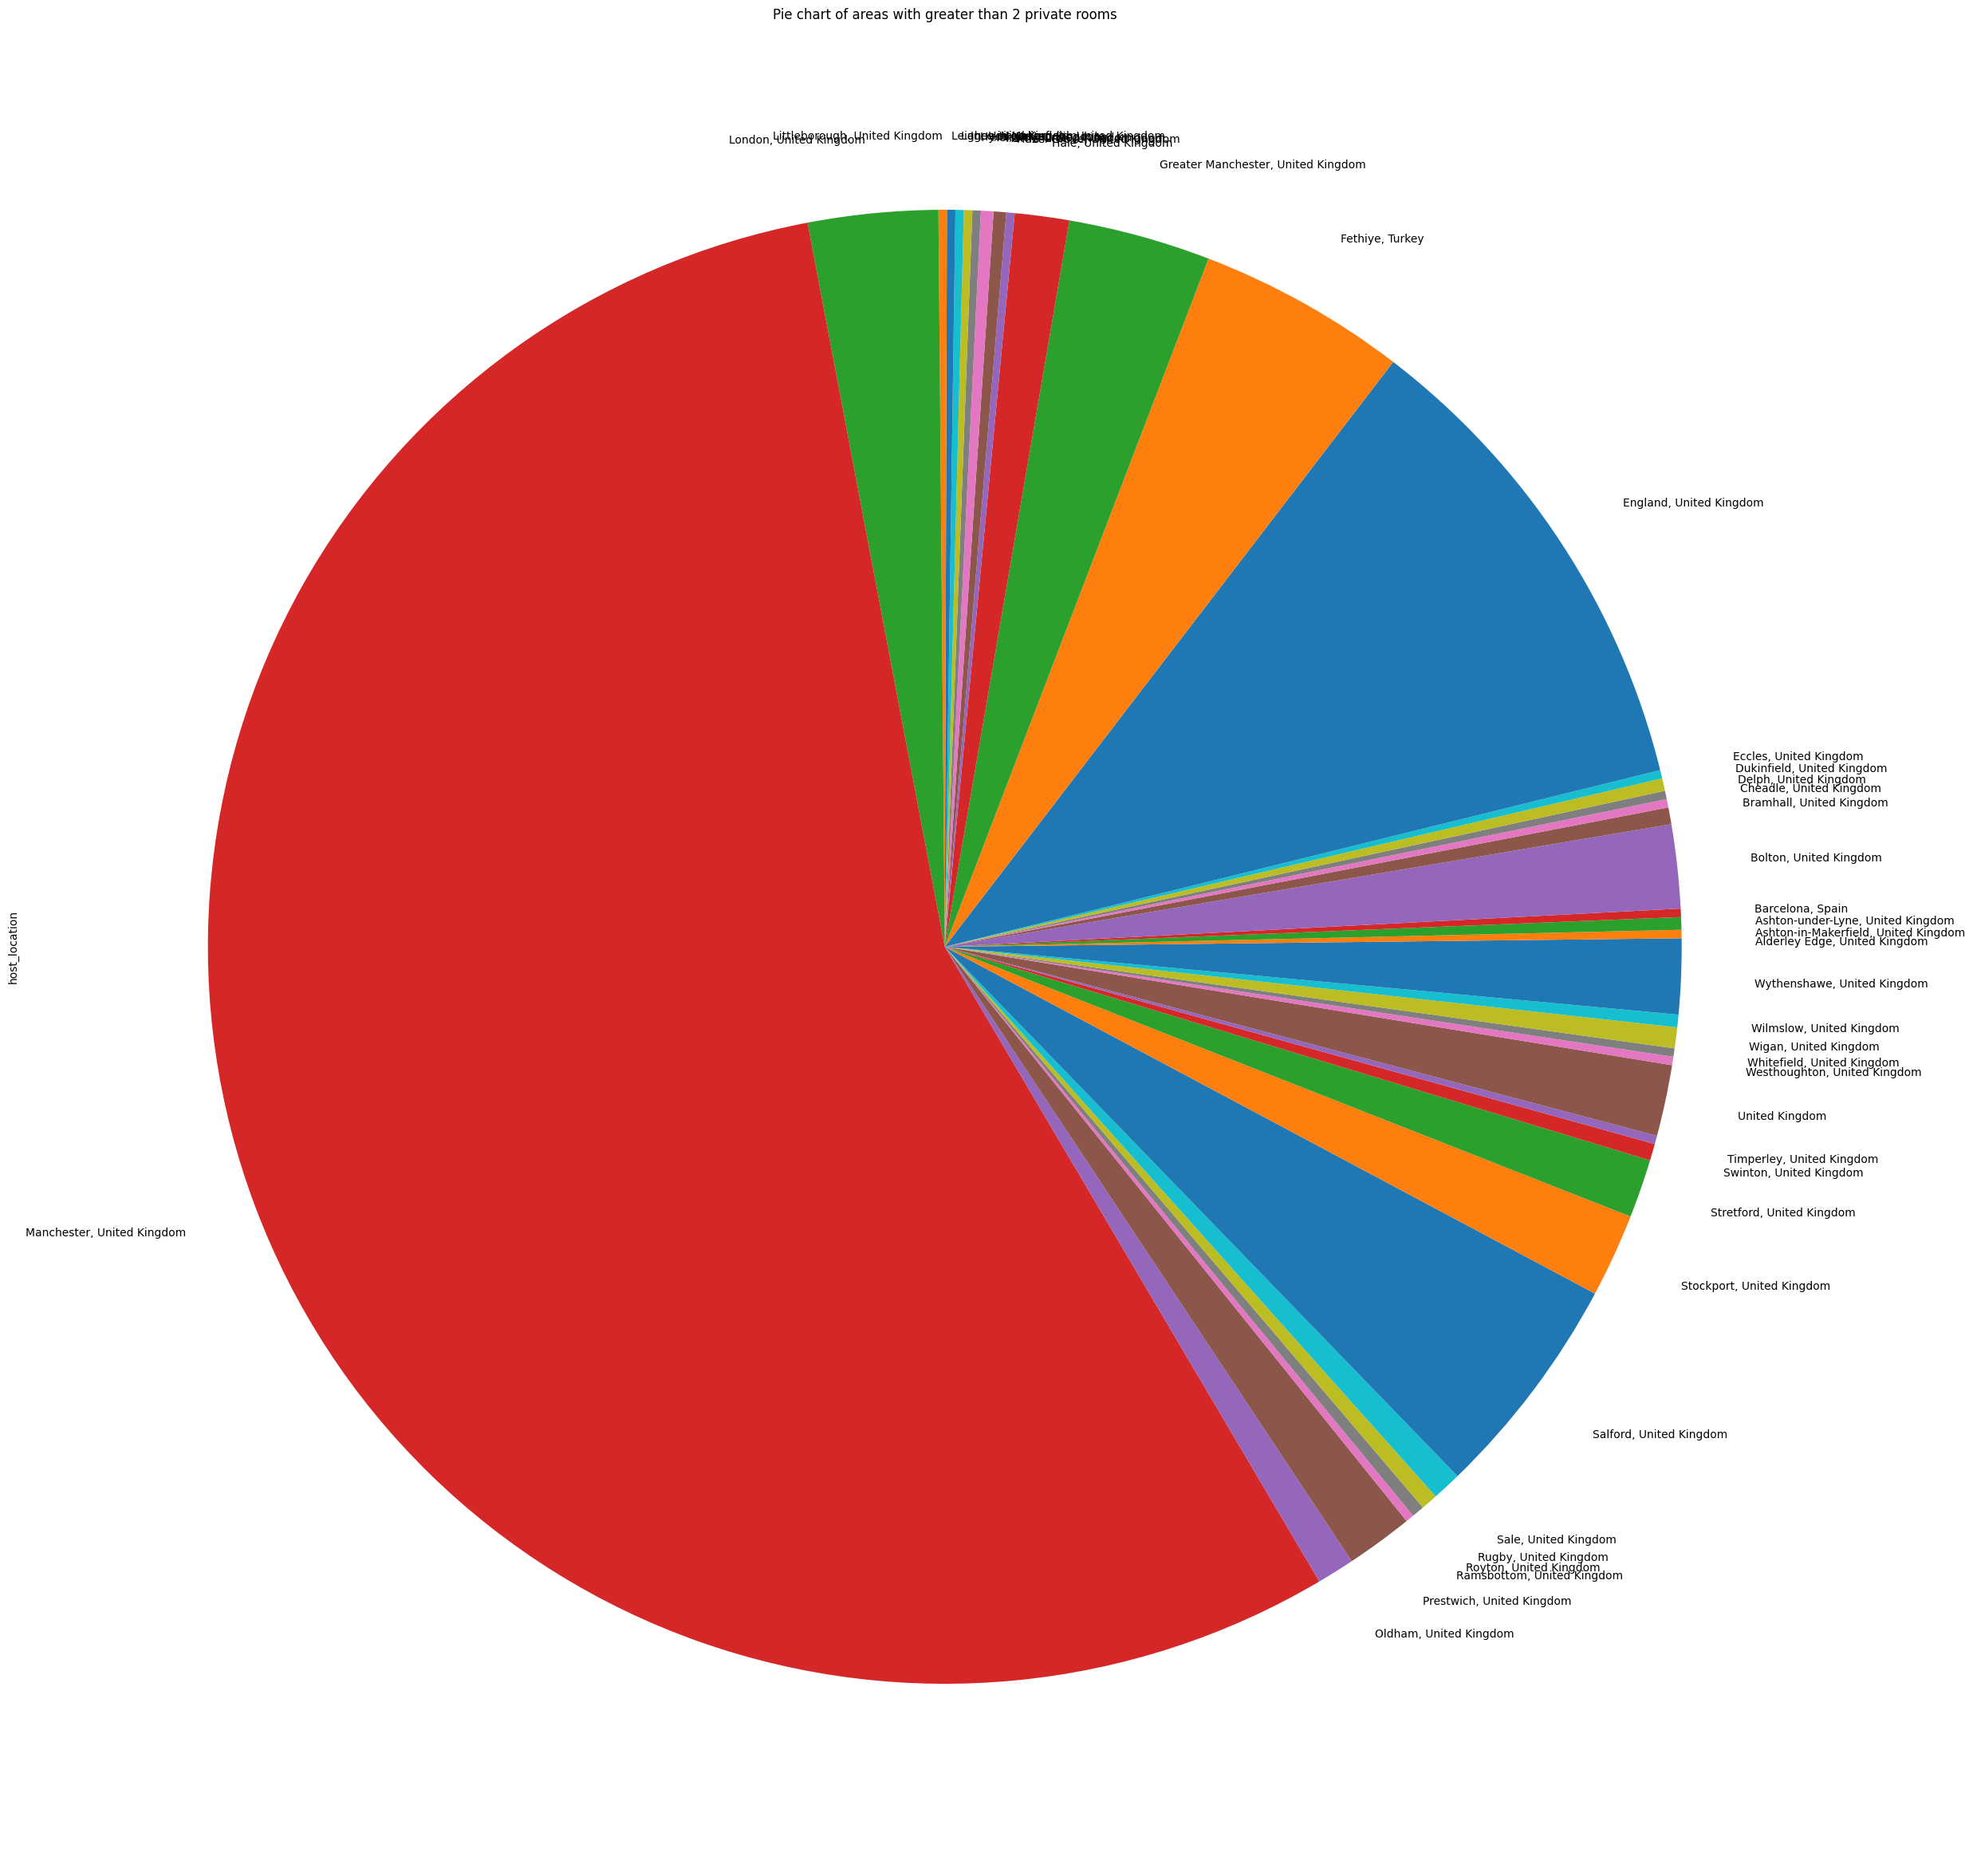 Pie chart of areas with greater than 2 private rooms
Littleborough, United Kingdom
London, United Kingdom
Hale, United Kingdom
Greater Manchester, United Kingdom
Fethiye, Turkey
England, United Kingdom
Eccles, United Kingdom
Dukinfield, United Kingdom
Delph, United Kingdom
Cheadle, United Kingdom
Bramhall, United Kingdom
Bolton, United Kingdom
Barcelona, Spain
Ashton-under-Lyne, United Kingdom
Ashton-in-Makerfield, United Kingdom
Alderley Edge, United Kingdom
host_location
Wythenshawe, United Kingdom
Wilmslow, United Kingdom
Wigan, United Kingdom
Whitefield, United Kingdom
Westhoughton, United Kingdom
United Kingdom
Timperley, United Kingdom
Swinton, United Kingdom
Stretford, United Kingdom
Manchester, United Kingdom
Stockport, United Kingdom
Salford, United Kingdom
Sale, United Kingdom
Rugby, United Kingdom
Royton, United Kingdom
Ramsbottom, United Kingdom
Prestwich, United Kingdom
Oldham, United Kingdom